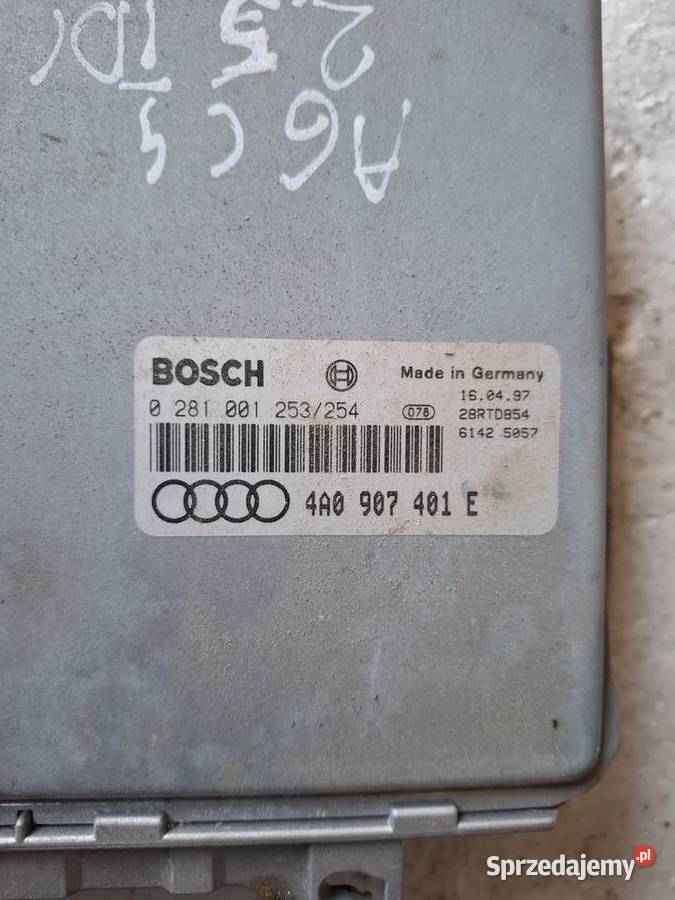 A6 C4
2,5 TDI
BOSCH
Made in Germany
16.04.97
0 281 001 253/254
078
28RTD854
6142 5057
4A0 907 401 E
Sprzedajemy.pl